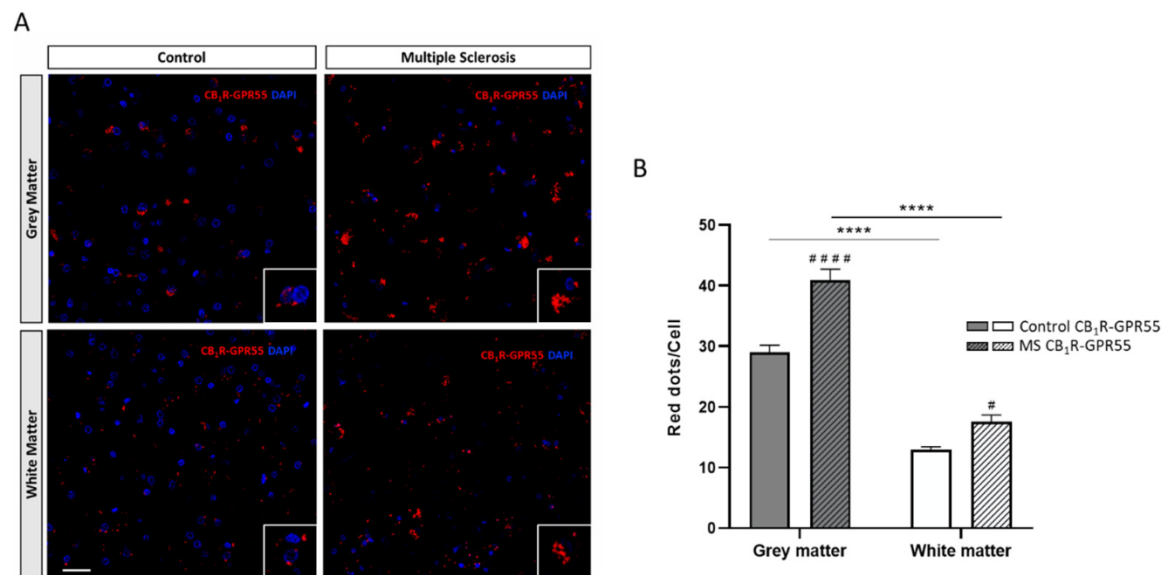 A
Control
Multiple Sclerosis
Grey Matter
CB₁R-GPR55 DAPI
CB₁R-GPR55 DAPI
White Matter
CB₁R-GPR55 DAPI
CB₁R-GPR55 DAPI
B
Red dots/Cell
50
40
30
20
10
0
****
****
####
#
Control CB₁R-GPR55
MS CB₁R-GPR55
Grey matter
White matter